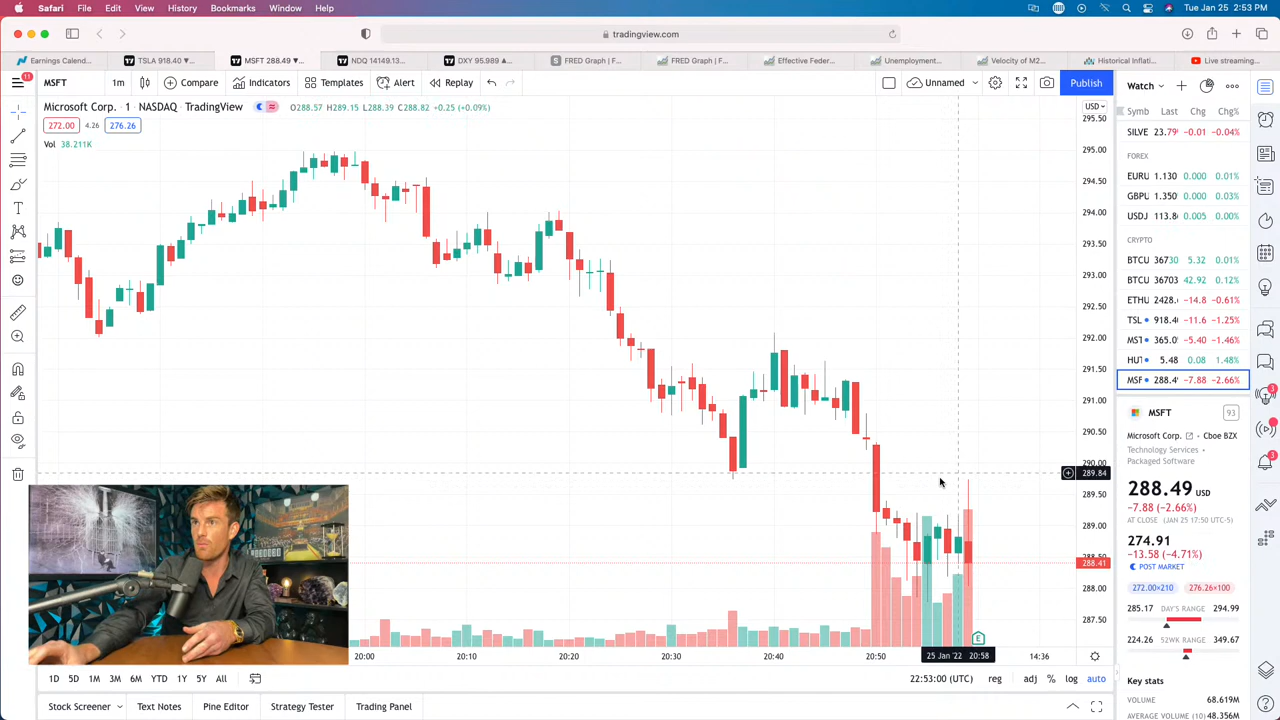 Safari File Edit View History Bookmarks Window Help
Tue Jan 25 2:53 PM
tradingview.com
Earnings Calend...
TSLA 918.40 ▼...
MSFT 288.49 ▼...
NDQ 14149.13...
DXY 95.989 ▲...
FRED Graph | F...
FRED Graph | F...
Effective Feder...
Unemployment...
Velocity of M2...
Historical Inflati...
Live streaming...
11
MSFT 1m Compare Indicators Templates Alert Replay Unnamed Publish
Watch
Microsoft Corp. · 1 · NASDAQ · TradingView
O288.57 H289.15 L288.39 C288.82 +0.25 (+0.09%)
272.00 4.26 276.26
Vol 38.211K
USD
295.50
295.00
294.50
294.00
293.50
293.00
292.50
292.00
291.50
291.00
290.50
290.00
289.84
289.50
289.00
288.50
288.41
288.00
287.50
E
20:00 20:10 20:20 20:30 20:40 20:50 25 Jan '22 20:58 14:36
1D 5D 1M 3M 6M YTD 1Y 5Y All
22:53:00 (UTC) reg adj % log auto
Stock Screener Text Notes Pine Editor Strategy Tester Trading Panel
Symb Last Chg Chg%
SILVE 23.79 −0.01 −0.04%
FOREX
EURU 1.130 0.000 0.01%
GBPU 1.350 0.000 0.03%
USDJ 113.8 0.005 0.00%
CRYPTO
BTCU 36730 5.32 0.01%
BTCU 36703 42.92 0.12%
ETHU 2428. −14.8 −0.61%
TSL 918.4 −11.6 −1.25%
MST 365.0 −5.40 −1.46%
HUT 5.48 0.08 1.48%
MSF 288.4 −7.88 −2.66%
MSFT
93
Microsoft Corp. · Cboe BZX
Technology Services ·
Packaged Software
288.49 USD
−7.88 (−2.66%)
AT CLOSE (JAN 25 17:50 UTC-5)
274.91
−13.58 (−4.71%)
POST MARKET
272.00×210 276.26×100
285.17 DAY'S RANGE 294.99
224.26 52WK RANGE 349.67
Key stats
VOLUME 68.619M
AVERAGE VOLUME (10) 48.356M
3
3